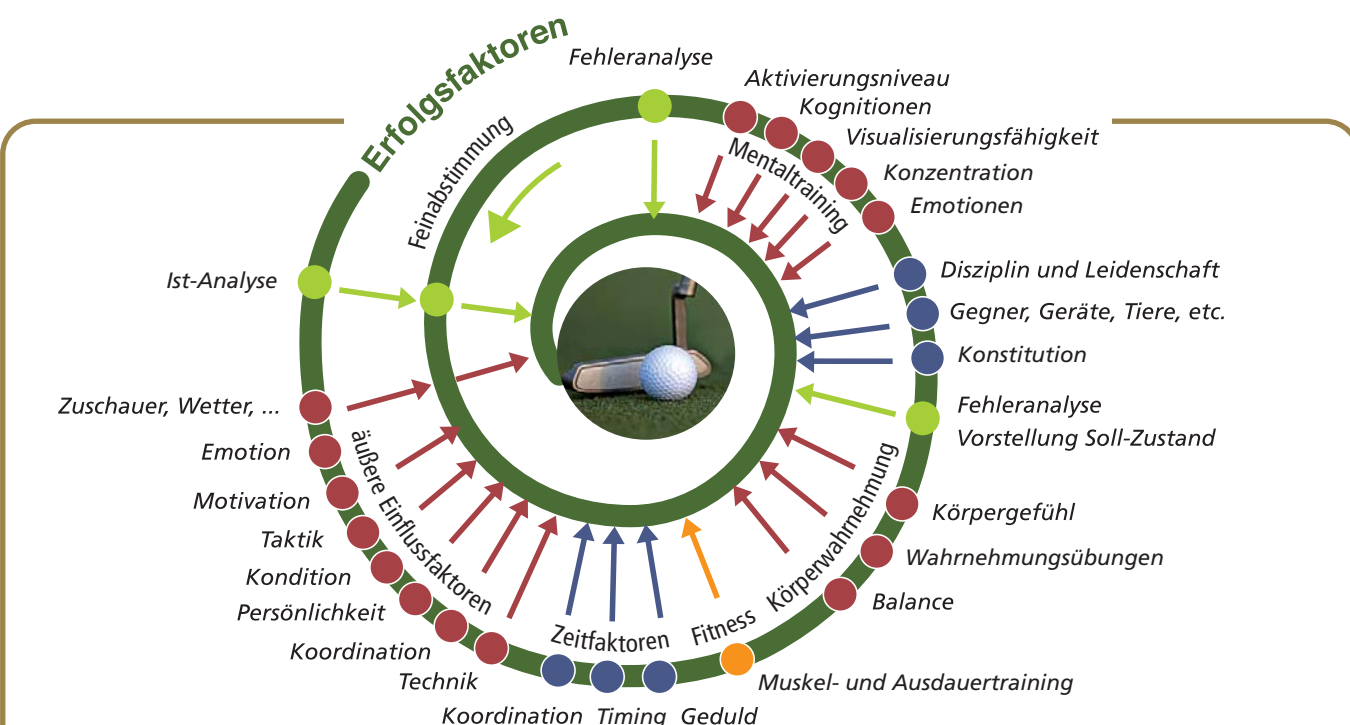 Erfolgsfaktoren
Fehleranalyse
Aktivierungsniveau
Kognitionen
Visualisierungsfähigkeit
Konzentration
Emotionen
Mentaltraining
Feinabstimmung
Disziplin und Leidenschaft
Gegner, Geräte, Tiere, etc.
Konstitution
Fehleranalyse
Vorstellung Soll-Zustand
Körperwahrnehmung
Körpergefühl
Wahrnehmungsübungen
Balance
Fitness
Muskel- und Ausdauertraining
Zeitfaktoren
Koordination Timing Geduld
Ist-Analyse
Zuschauer, Wetter, ...
Emotion
Motivation
Taktik
Kondition
Persönlichkeit
Koordination
Technik
äußere Einflussfaktoren